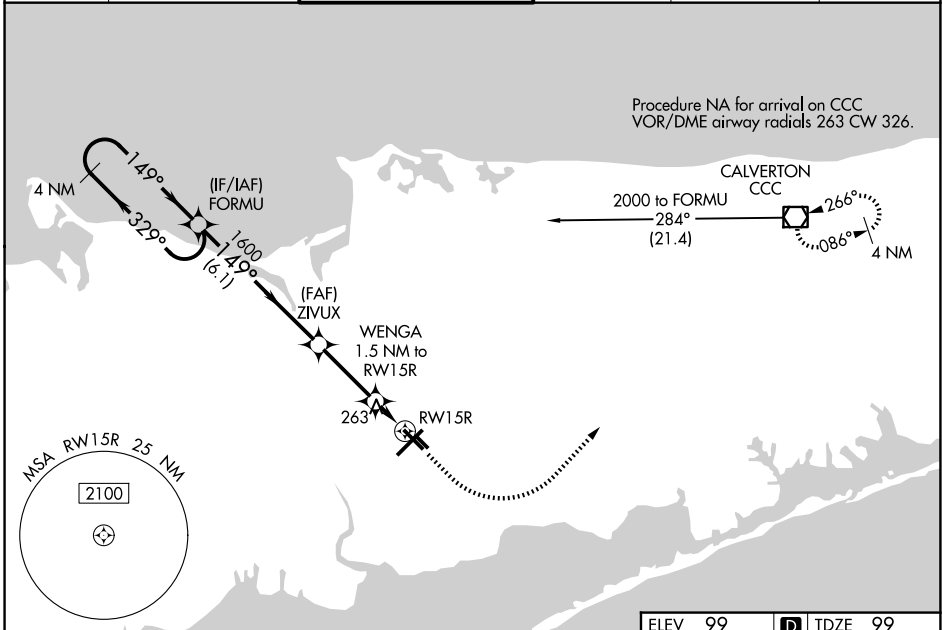 Procedure NA for arrival on CCC
VOR/DME airway radials 263 CW 326.
CALVERTON
CCC
2000 to FORMU
284°
(21.4)
266°
086°
4 NM
4 NM
149°
329°
(IF/IAF)
FORMU
1600
149°
(6.1)
(FAF)
ZIVUX
WENGA
1.5 NM to
RW15R
263
RW15R
MSA RW15R 25 NM
2100
ELEV 99 D TDZE 99